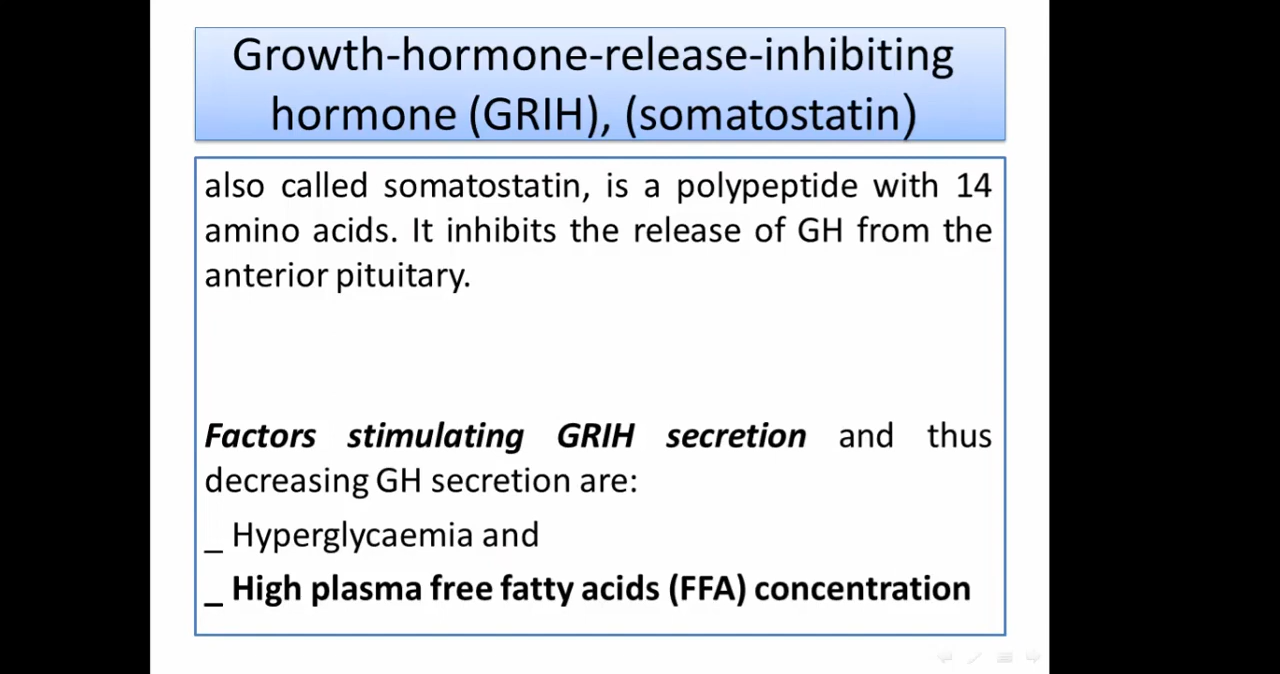 Growth-hormone-release-inhibiting
hormone (GRIH), (somatostatin)
also called somatostatin, is a polypeptide with 14
amino acids. It inhibits the release of GH from the
anterior pituitary.
Factors stimulating GRIH secretion and thus
decreasing GH secretion are:
_ Hyperglycaemia and
_ High plasma free fatty acids (FFA) concentration